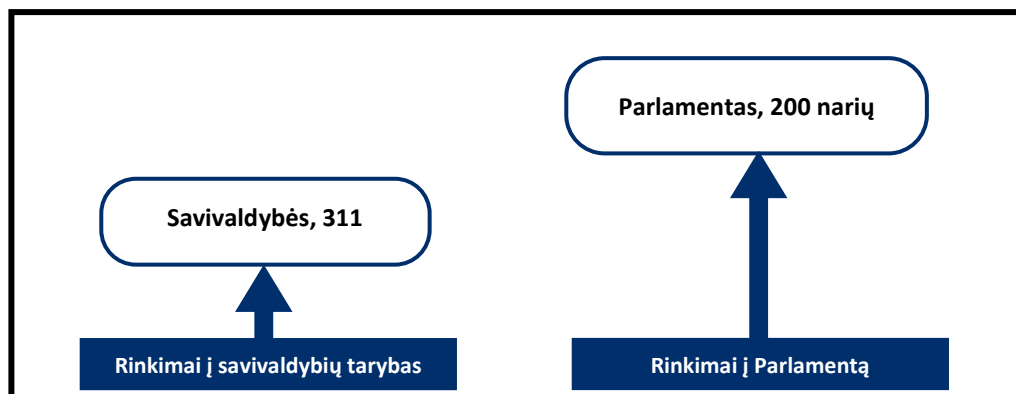 Parlamentas, 200 narių
Savivaldybės, 311
Rinkimai į savivaldybių tarybas
Rinkimai į Parlamentą